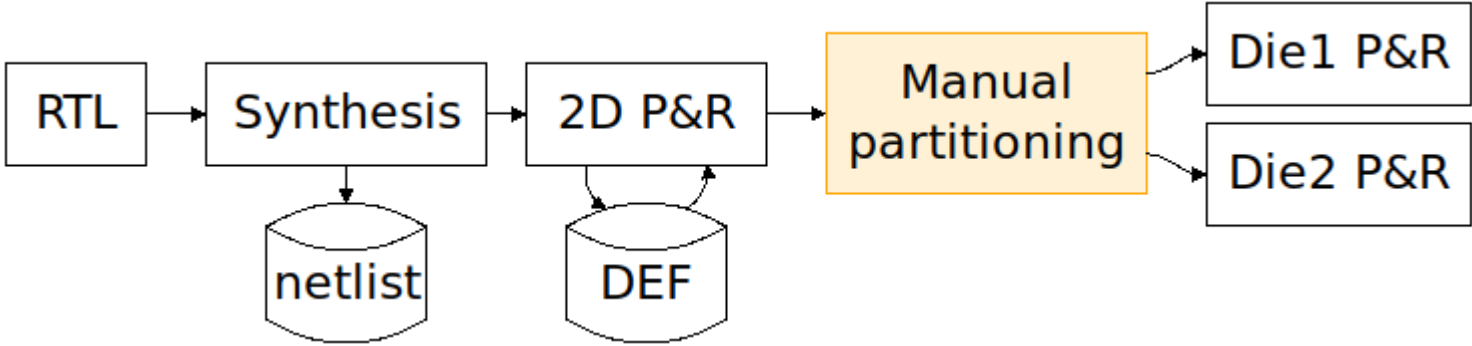 RTL
Synthesis
2D P&R
Manual
partitioning
Die1 P&R
Die2 P&R
netlist
DEF